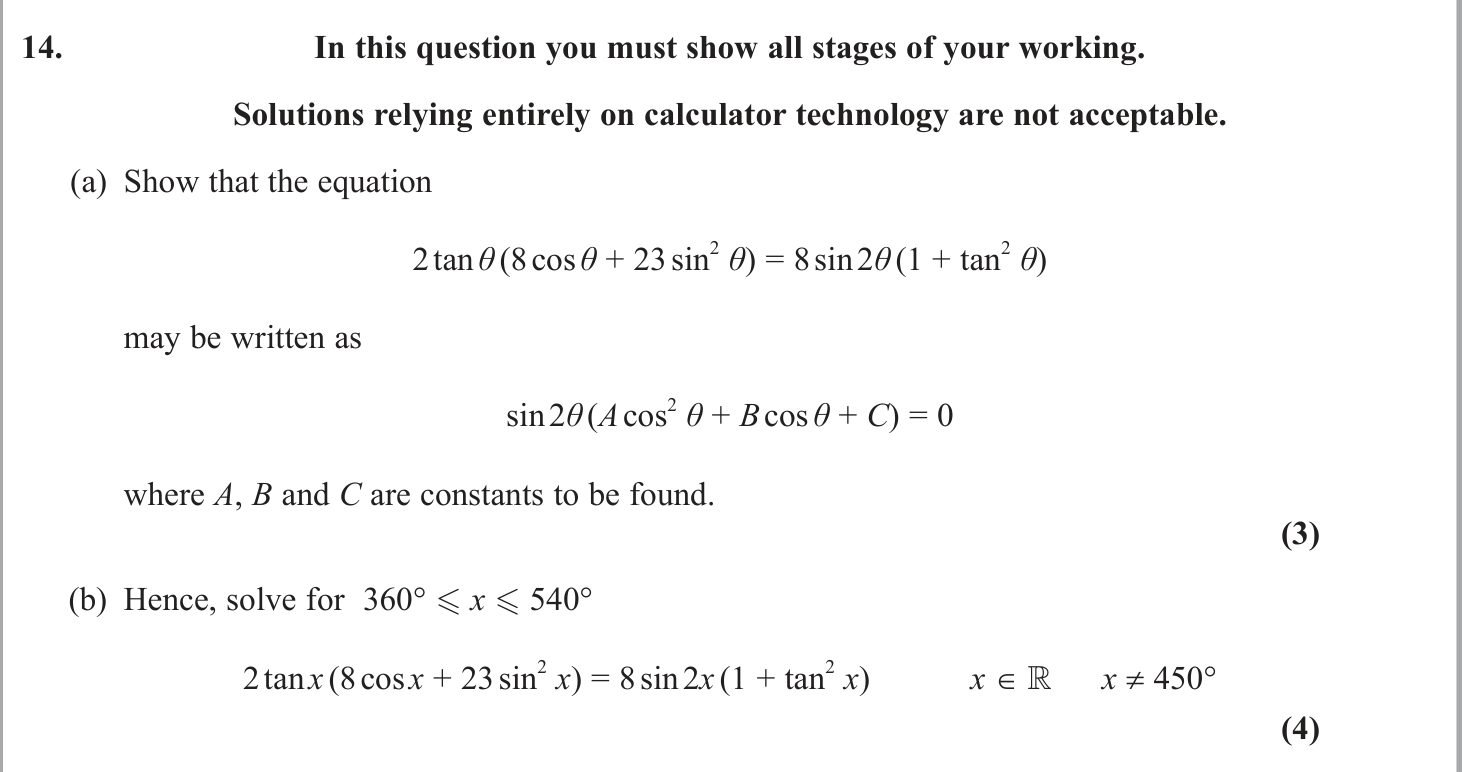 14. In this question you must show all stages of your working.
Solutions relying entirely on calculator technology are not acceptable.
(a) Show that the equation
2 tan θ (8 cos θ + 23 sin² θ) = 8 sin 2θ (1 + tan² θ)
may be written as
sin 2θ (A cos² θ + B cos θ + C) = 0
where A, B and C are constants to be found.
(3)
(b) Hence, solve for 360° ⩽ x ⩽ 540°
2 tan x (8 cos x + 23 sin² x) = 8 sin 2x (1 + tan² x) x ∈ ℝ x ≠ 450°
(4)